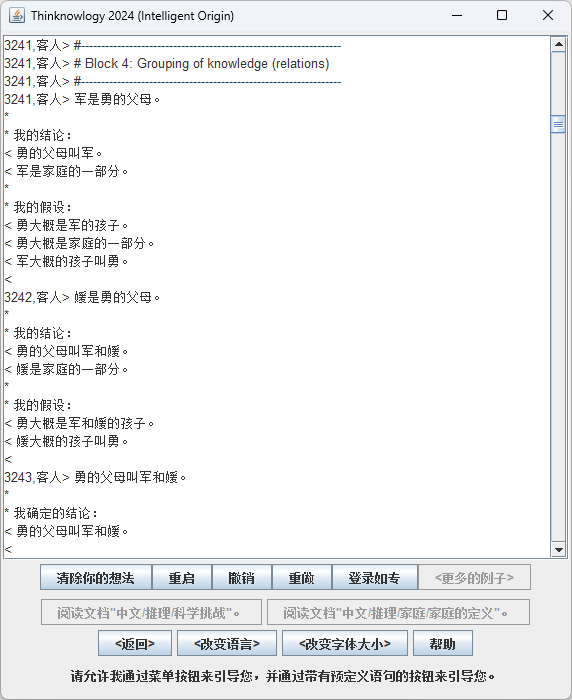 Thinknowlogy 2024 (Intelligent Origin)
3241,客人> #----------------------------------------------------------------
3241,客人> # Block 4: Grouping of knowledge (relations)
3241,客人> #----------------------------------------------------------------
3241,客人> 军是勇的父母。
*
* 我的结论：
< 勇的父母叫军。
< 军是家庭的一部分。
*
* 我的假设：
< 勇大概是军的孩子。
< 勇大概是家庭的一部分。
< 军大概的孩子叫勇。
<
3242,客人> 媛是勇的父母。
*
* 我的结论：
< 勇的父母叫军和媛。
< 媛是家庭的一部分。
*
* 我的假设：
< 勇大概是军和媛的孩子。
< 媛大概的孩子叫勇。
<
3243,客人> 勇的父母叫军和媛。
*
* 我确定的结论：
< 勇的父母叫军和媛。
<
清除你的想法 重启 撤销 重做 登录如专 <更多的例子>
阅读文档"中文/推理/科学挑战"。 阅读文档"中文/推理/家庭/家庭的定义"。
<返回> <改变语言> <改变字体大小> 帮助
请允许我通过菜单按钮来引导您，并通过带有预定义语句的按钮来引导您。